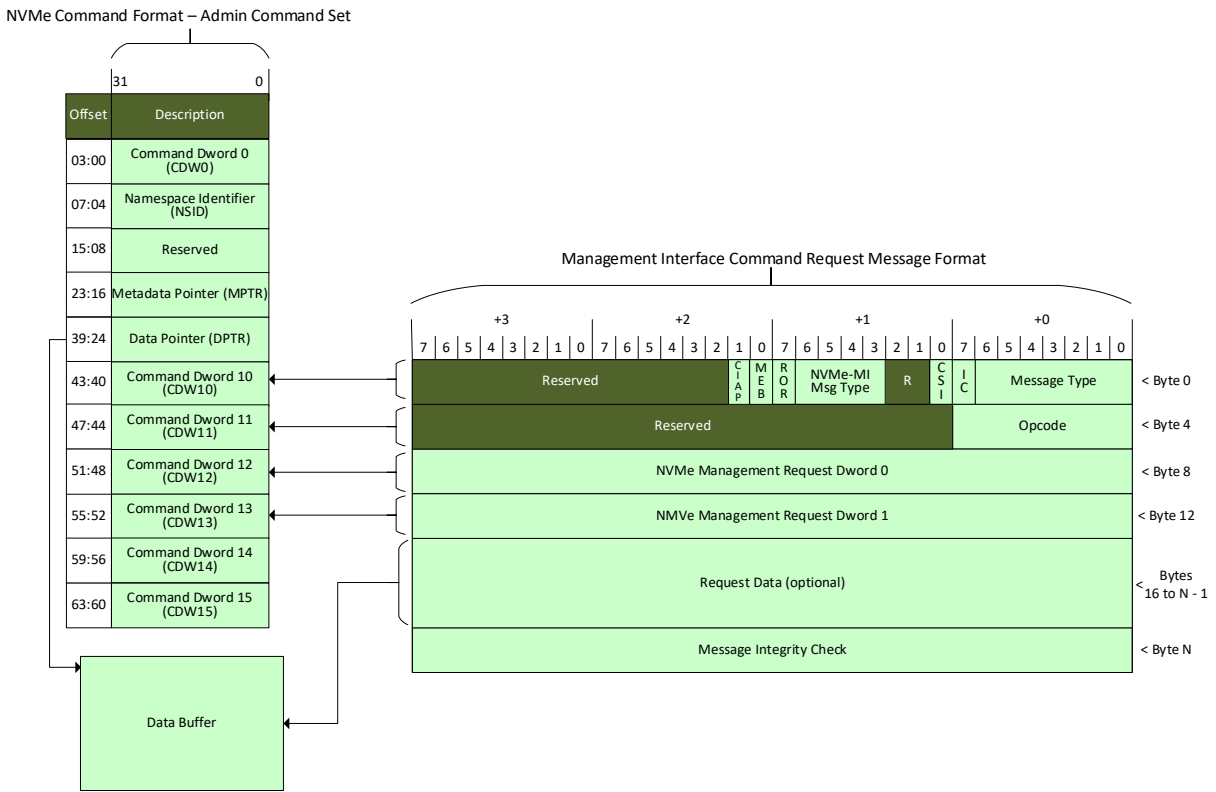 NVMe Command Format – Admin Command Set
31 0
Offset Description
03:00 Command Dword 0
(CDW0)
07:04 Namespace Identifier
(NSID)
15:08 Reserved
23:16 Metadata Pointer (MPTR)
39:24 Data Pointer (DPTR)
43:40 Command Dword 10
(CDW10)
47:44 Command Dword 11
(CDW11)
51:48 Command Dword 12
(CDW12)
55:52 Command Dword 13
(CDW13)
59:56 Command Dword 14
(CDW14)
63:60 Command Dword 15
(CDW15)
Data Buffer
Management Interface Command Request Message Format
+3 +2 +1 +0
7 6 5 4 3 2 1 0 7 6 5 4 3 2 1 0 7 6 5 4 3 2 1 0 7 6 5 4 3 2 1 0
Reserved CIAP MEB ROR NVMe-MI
Msg Type R CSI IC Message Type < Byte 0
Reserved Opcode < Byte 4
NVMe Management Request Dword 0 < Byte 8
NMVe Management Request Dword 1 < Byte 12
Request Data (optional) < Bytes
16 to N - 1
Message Integrity Check < Byte N